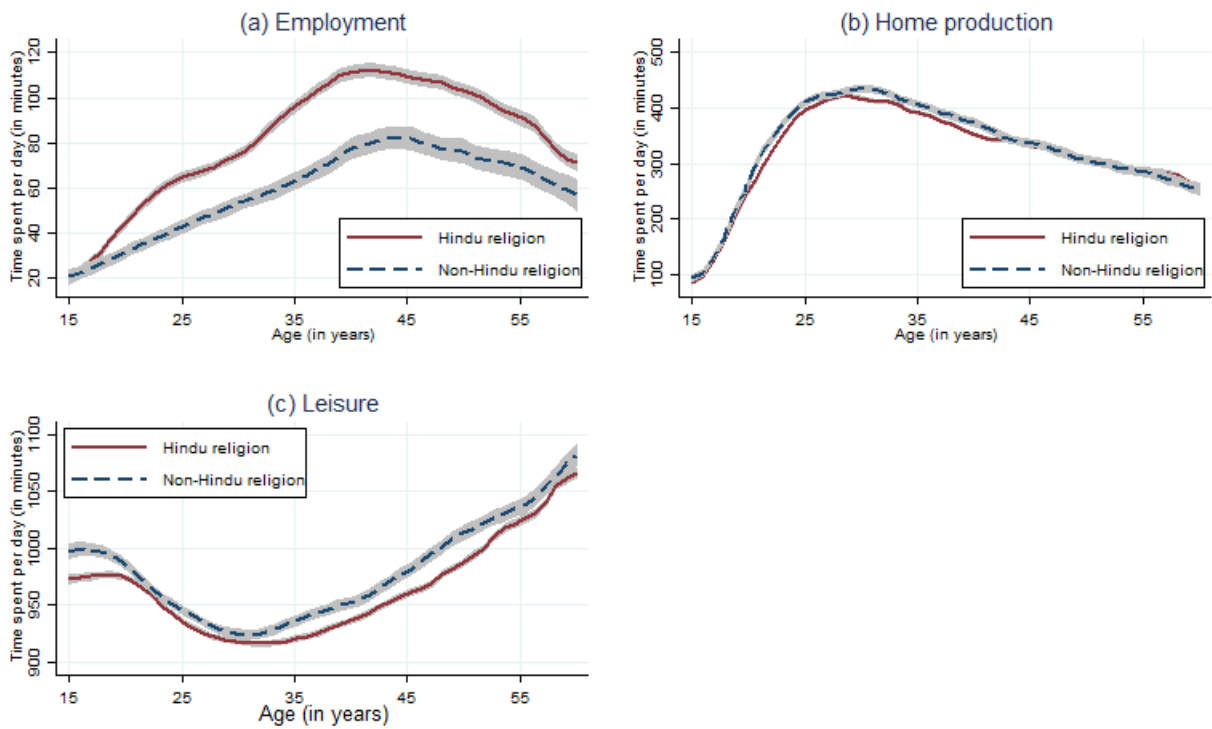 (a) Employment
Time spent per day (in minutes)
120
100
80
60
40
20
Hindu religion
Non-Hindu religion
15 25 35 45 55
Age (in years)
(b) Home production
Time spent per day (in minutes)
500
400
300
200
100
Hindu religion
Non-Hindu religion
15 25 35 45 55
Age (in years)
(c) Leisure
Time spent per day (in minutes)
1100
1050
1000
950
900
Hindu religion
Non-Hindu religion
15 25 35 45 55
Age (in years)